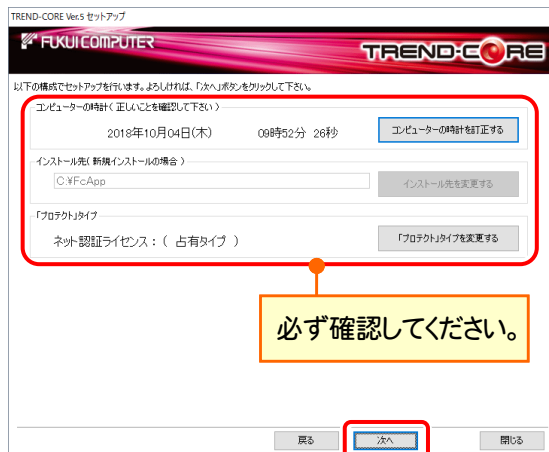 TREND-CORE Ver.5 セットアップ
FUKUI COMPUTER
TREND-CORE
以下の構成でセットアップを行います。よろしければ、「次へ」ボタンをクリックして下さい。
コンピューターの時計( 正しいことを確認して下さい )
2018年10月04日(木) 09時52分 26秒 コンピューターの時計を訂正する
インストール先( 新規インストールの場合 )
C:¥FcApp インストール先を変更する
「プロテクト」タイプ
ネット認証ライセンス : ( 占有タイプ ) 「プロテクト」タイプを変更する
必ず確認してください。
戻る 次へ 閉じる